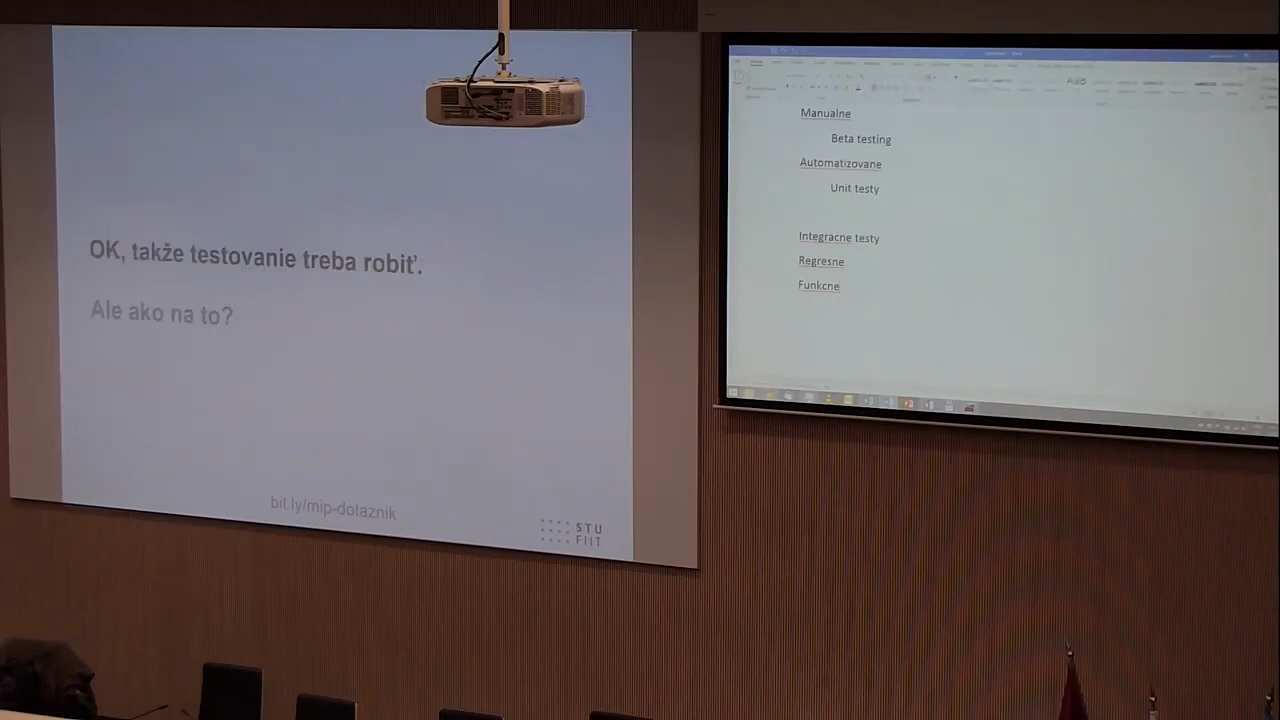 OK, takže testovanie treba robiť.
Ale ako na to?
bit.ly/mip-dotaznik
STU
FIIT
Manualne
Beta testing
Automatizovane
Unit testy
Integracne testy
Regresne
Funkcne